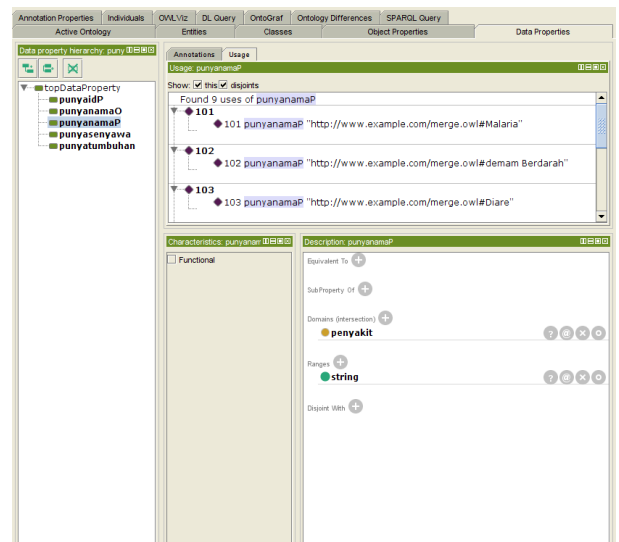 Annotation Properties Individuals OWLViz DL Query OntoGraf Ontology Differences SPARQL Query
Active Ontology Entities Classes Object Properties Data Properties
Data property hierarchy: puny
topDataProperty
punyaidP
punyanamaO
punyanamaP
punyasenyawa
punyatumbuhan
Annotations Usage
Usage: punyanamaP
Show: this disjoints
Found 9 uses of punyanamaP
101
101 punyanamaP "http://www.example.com/merge.owl#Malaria"
102
102 punyanamaP "http://www.example.com/merge.owl#demam Berdarah"
103
103 punyanamaP "http://www.example.com/merge.owl#Diare"
Characteristics: punyanam
Functional
Description: punyanamaP
Equivalent To
SubProperty Of
Domains (intersection)
penyakit
Ranges
string
Disjoint With